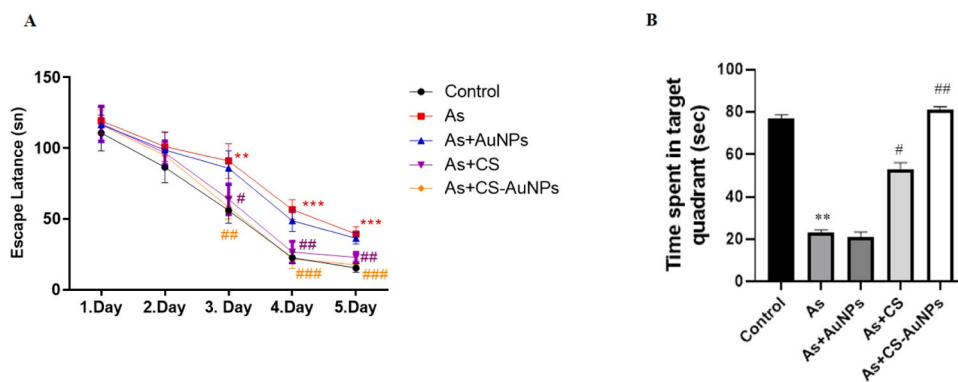 A
Escape Latance (sn)
150
100
50
0
1.Day 2.Day 3. Day 4.Day 5.Day
**
#
##
***
##
###
***
##
###
Control
As
As+AuNPs
As+CS
As+CS-AuNPs
B
Time spent in target
quadrant (sec)
100
80
60
40
20
0
**
#
##
Control
As
As+AuNPs
As+CS
As+CS-AuNPs